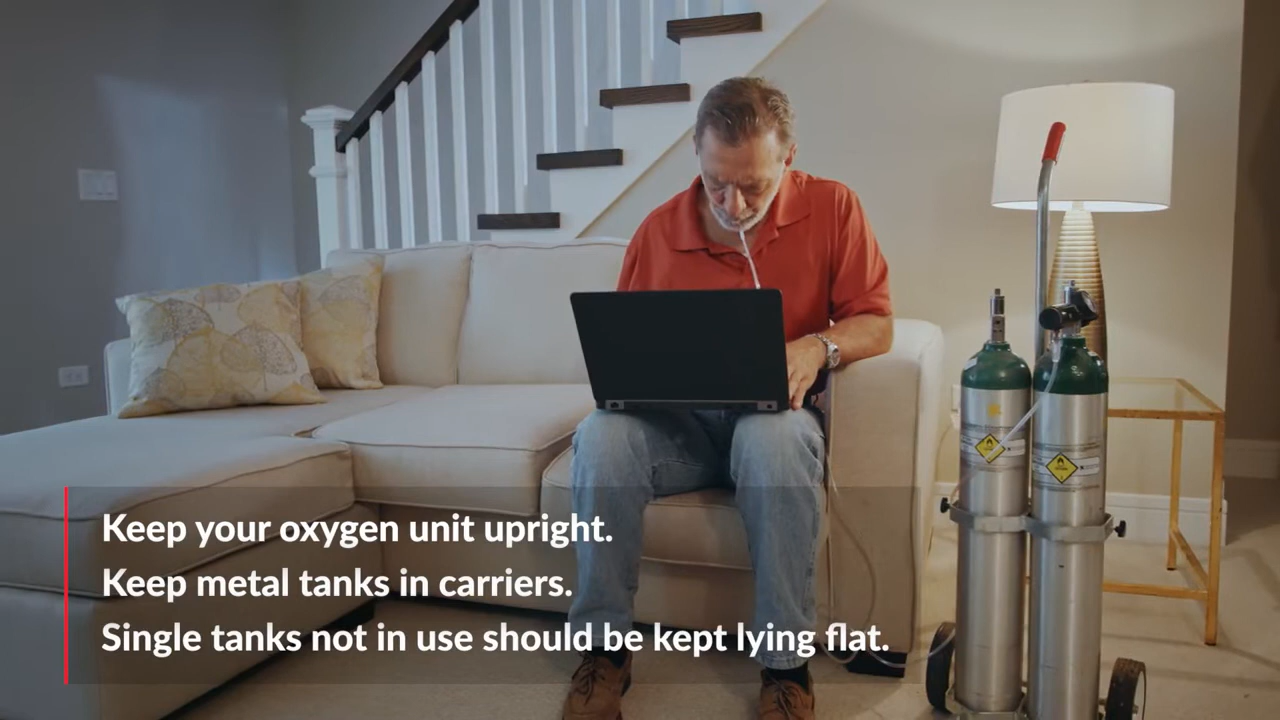 Keep your oxygen unit upright.
Keep metal tanks in carriers.
Single tanks not in use should be kept lying flat.